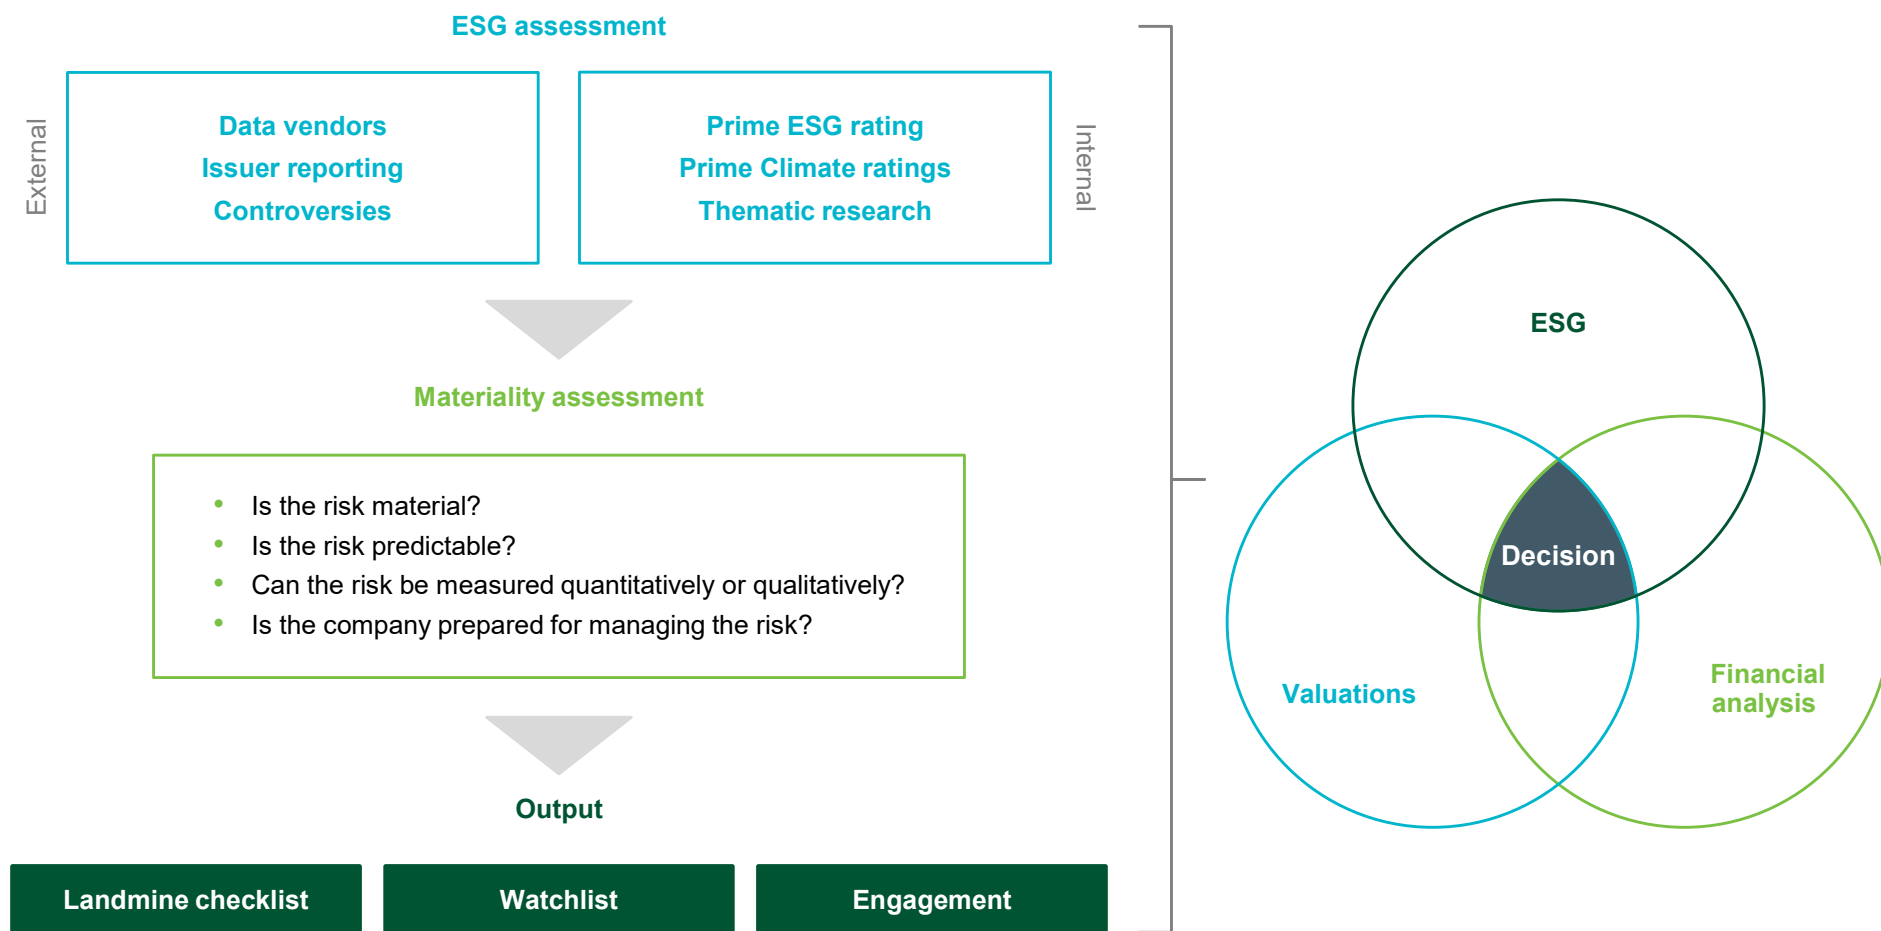 ESG assessment
External
Data vendors
Issuer reporting
Controversies
Prime ESG rating
Prime Climate ratings
Thematic research
Internal
Materiality assessment
• Is the risk material?
• Is the risk predictable?
• Can the risk be measured quantitatively or qualitatively?
• Is the company prepared for managing the risk?
Output
Landmine checklist
Watchlist
Engagement
ESG
Decision
Valuations
Financial
analysis